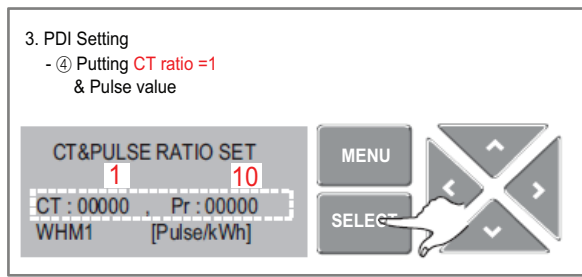 3. PDI Setting
- ④ Putting CT ratio =1
& Pulse value
CT&PULSE RATIO SET
1 10
CT : 00000 , Pr : 00000
WHM1 [Pulse/kWh]
MENU
SELECT